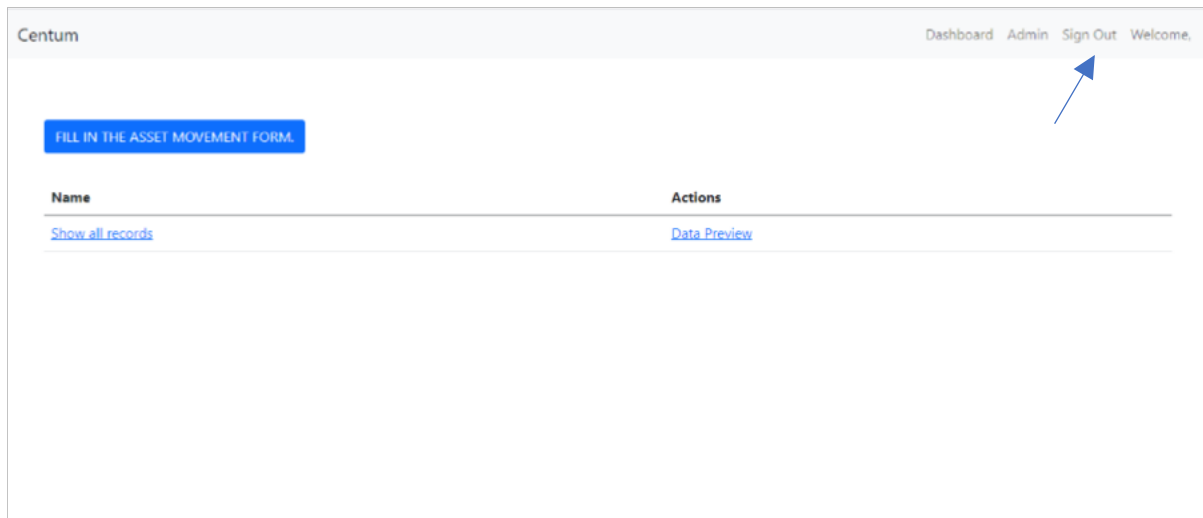 Centum Dashboard Admin Sign Out Welcome,
FILL IN THE ASSET MOVEMENT FORM.
Name Actions
Show all records Data Preview